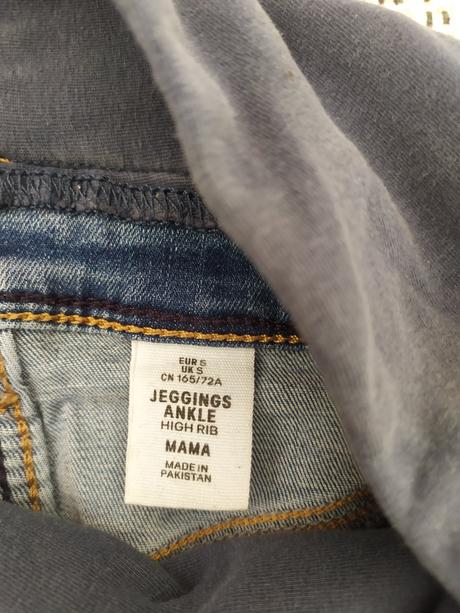 EUR S
UK S
CN 165/72A
JEGGINGS
ANKLE
HIGH RIB
MAMA
MADE IN
PAKISTAN